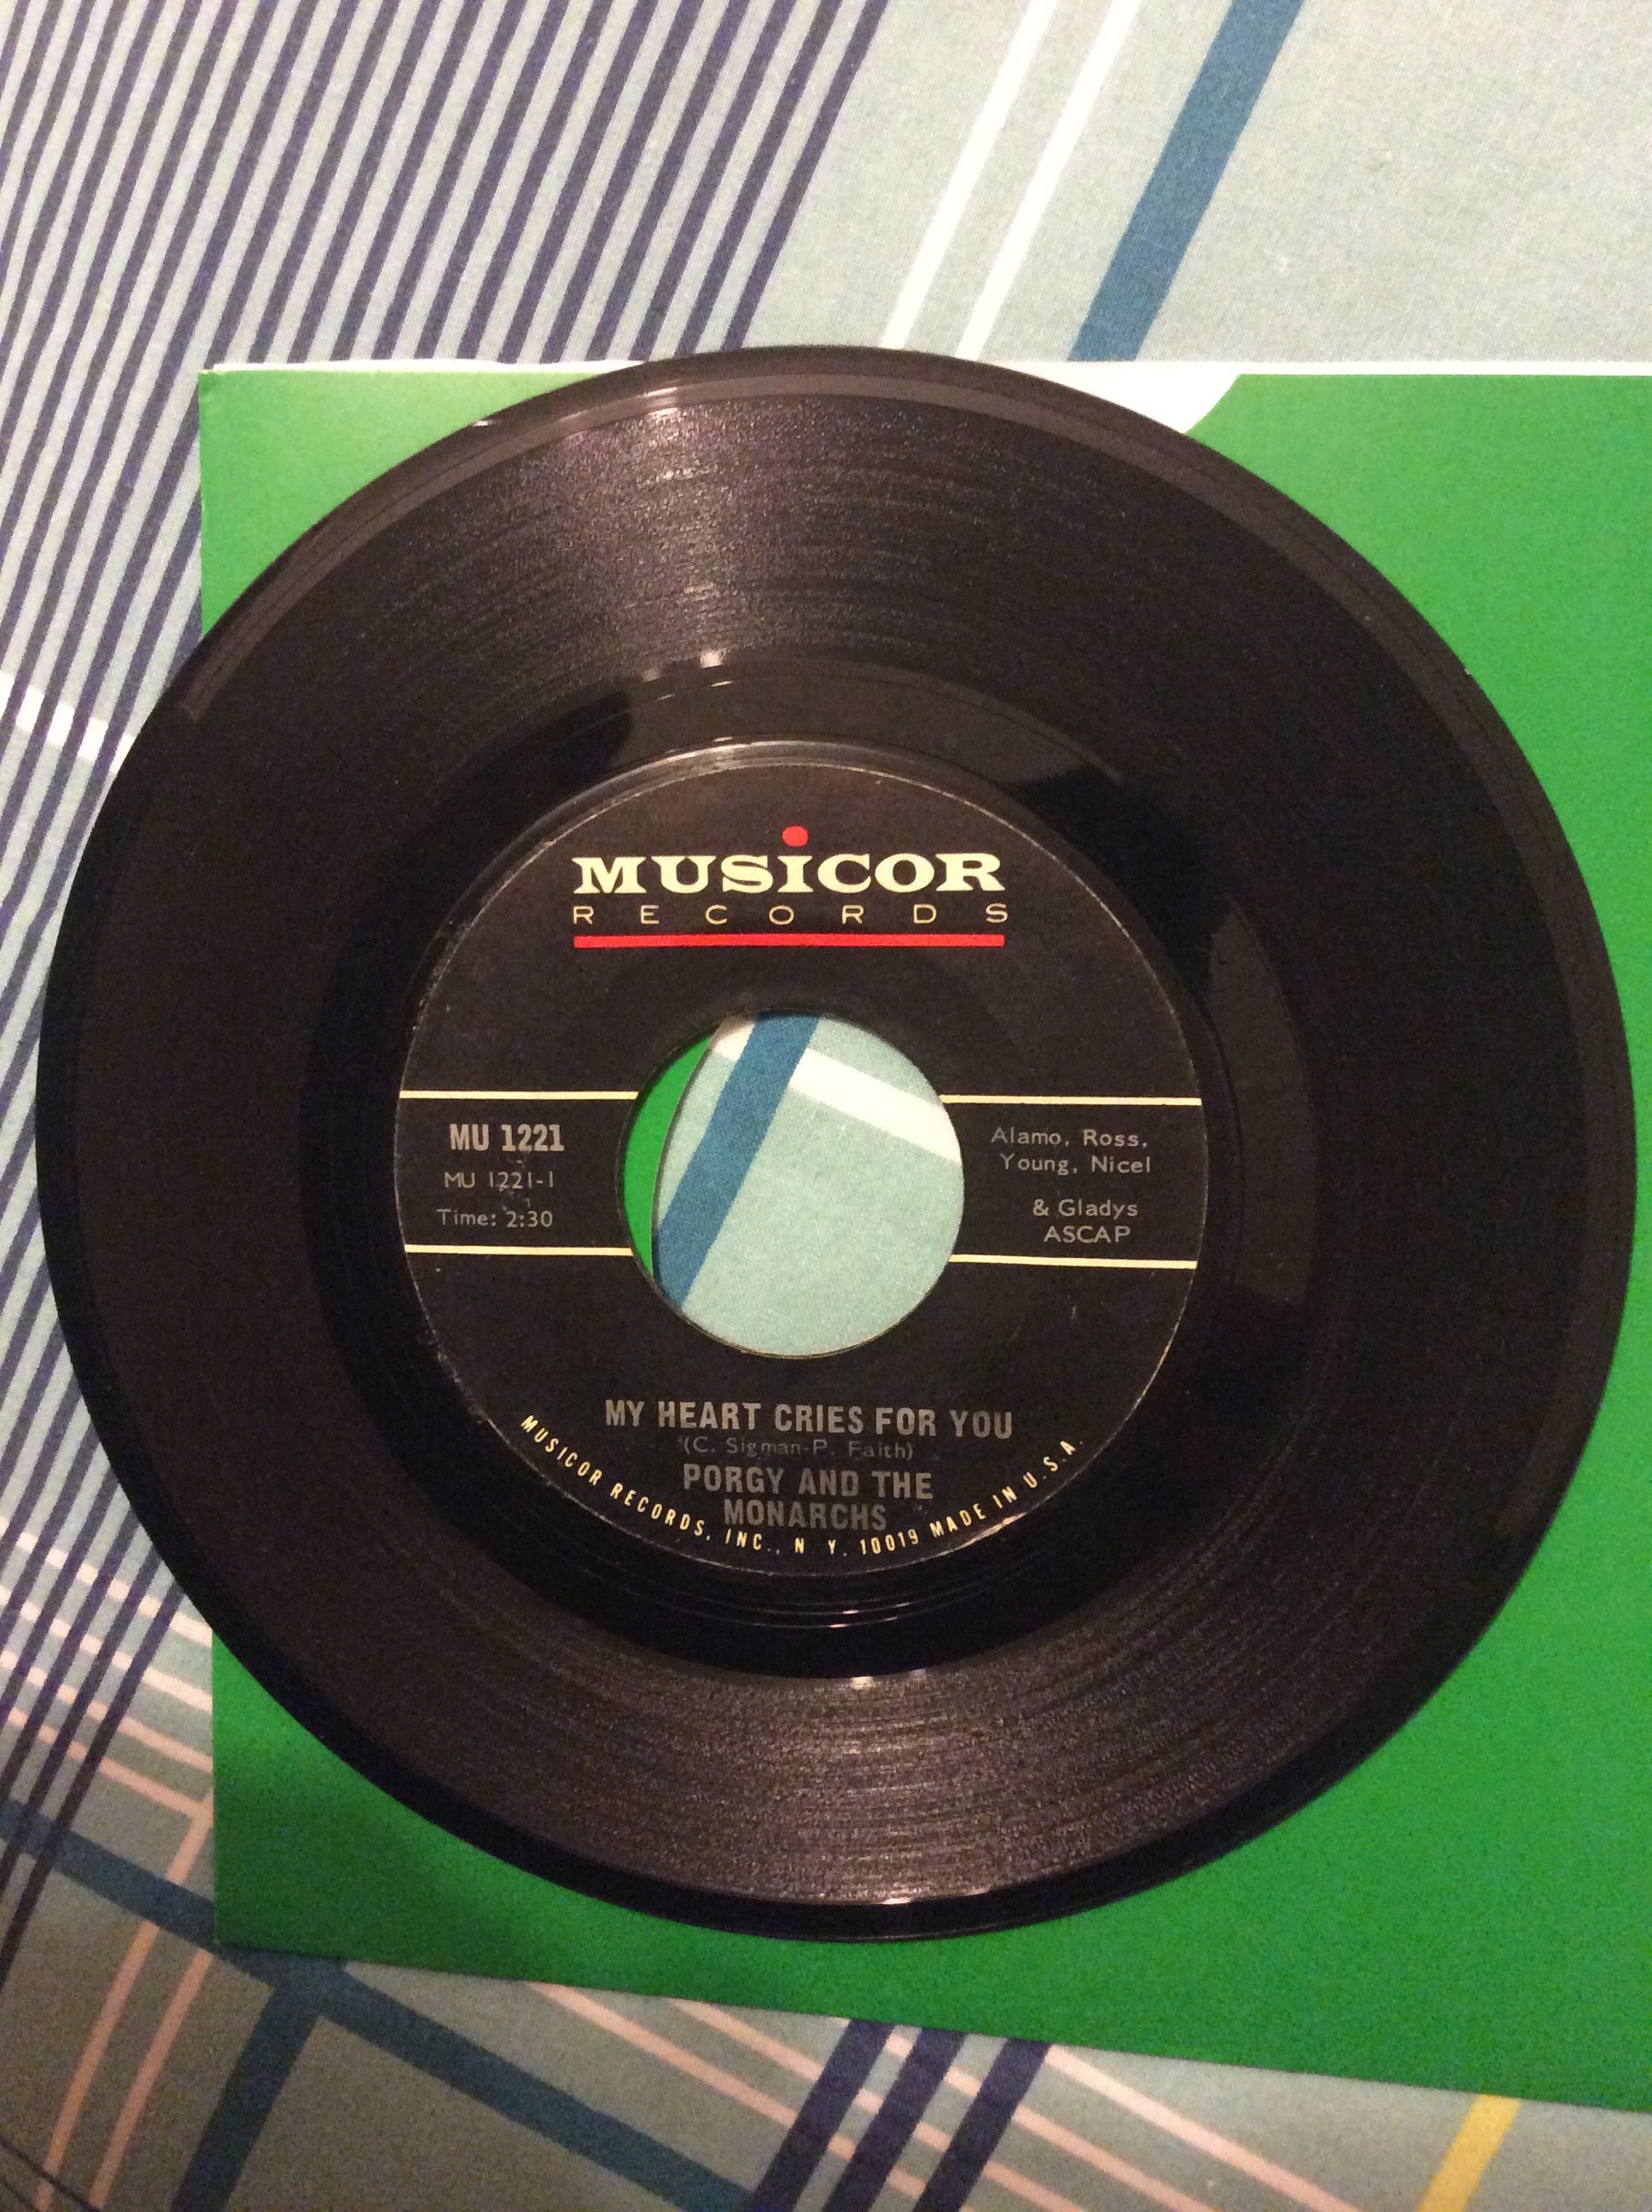 MUSiCOR
RECORDS
MU 1221
MU 1221-1
Time: 2:30
Alamo, Ross,
Young, Nicel
& Gladys
ASCAP
MY HEART CRIES FOR YOU
(C. Sigman-P. Faith)
PORGY AND THE
MONARCHS
MUSICOR RECORDS, INC., N. Y. 10019 MADE IN U.S.A.